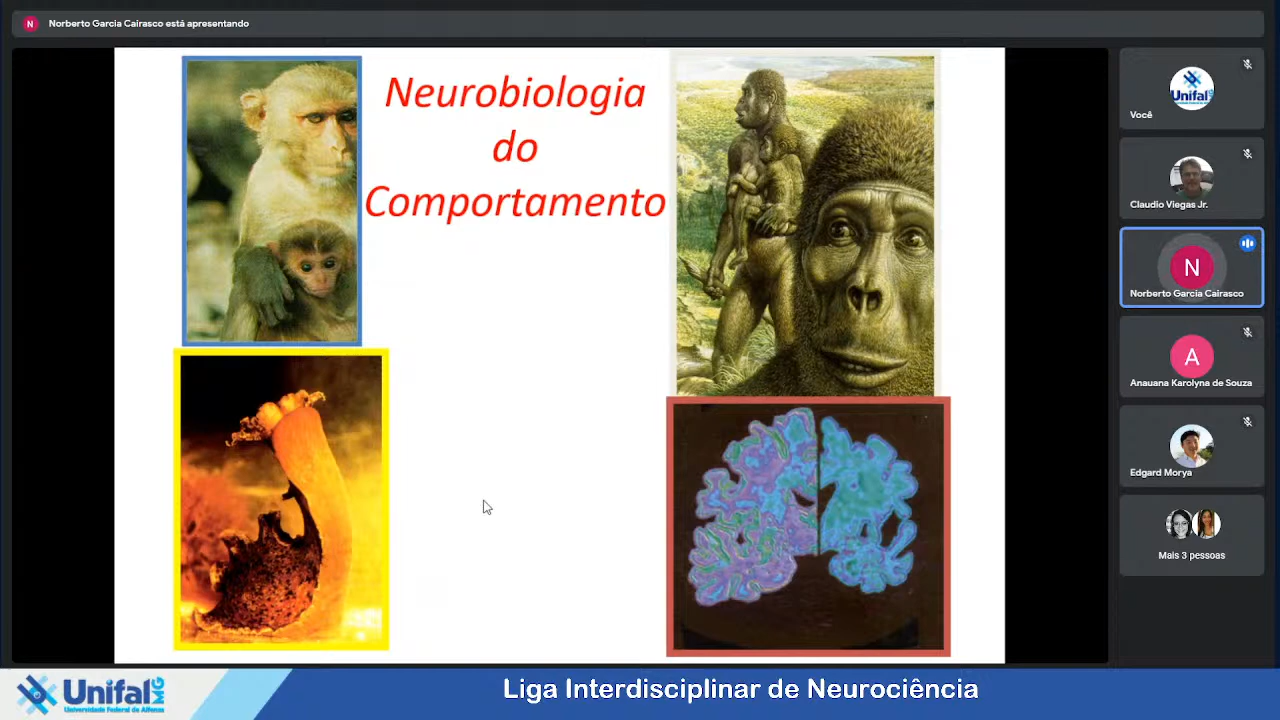 N
Norberto Garcia Cairasco está apresentando
Neurobiologia
do
Comportamento
Unifal
Você
Claudio Viegas Jr.
N
Norberto Garcia Cairasco
A
Anauana Karolyna de Souza
Edgard Morya
Mais 3 pessoas
Unifal MG
Universidade Federal de Alfenas
Liga Interdisciplinar de Neurociência